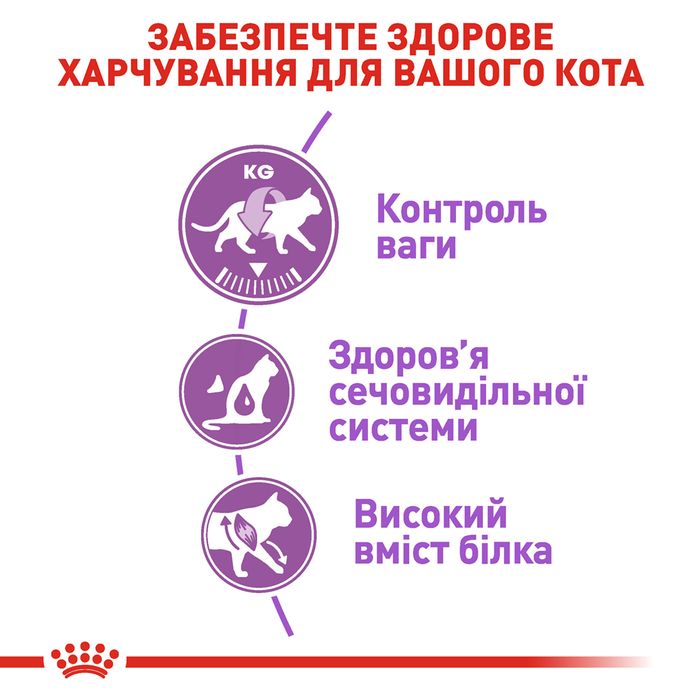 ЗАБЕЗПЕЧТЕ ЗДОРОВЕ
ХАРЧУВАННЯ ДЛЯ ВАШОГО КОТА
KG
Контроль
ваги
Здоров’я
сечовидільної
системи
Високий
вміст білка